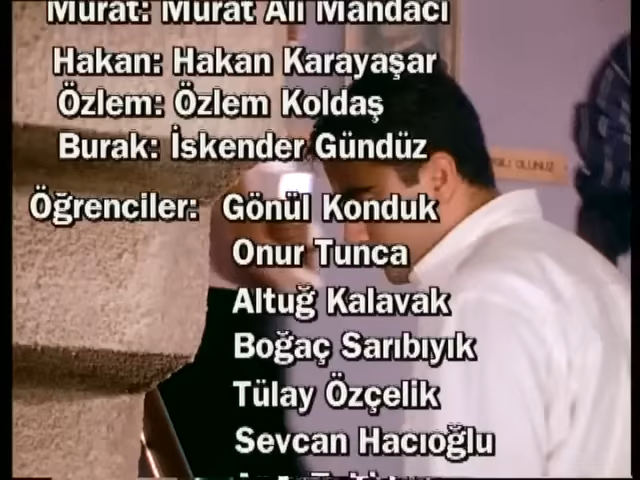 Murat: Murat Ali Mandacı
Hakan: Hakan Karayaşar
Özlem: Özlem Koldaş
Burak: İskender Gündüz
Öğrenciler: Gönül Konduk
Onur Tunca
Altuğ Kalavak
Boğaç Sarıbıyık
Tülay Özçelik
Sevcan Hacıoğlu
OLUNUZ